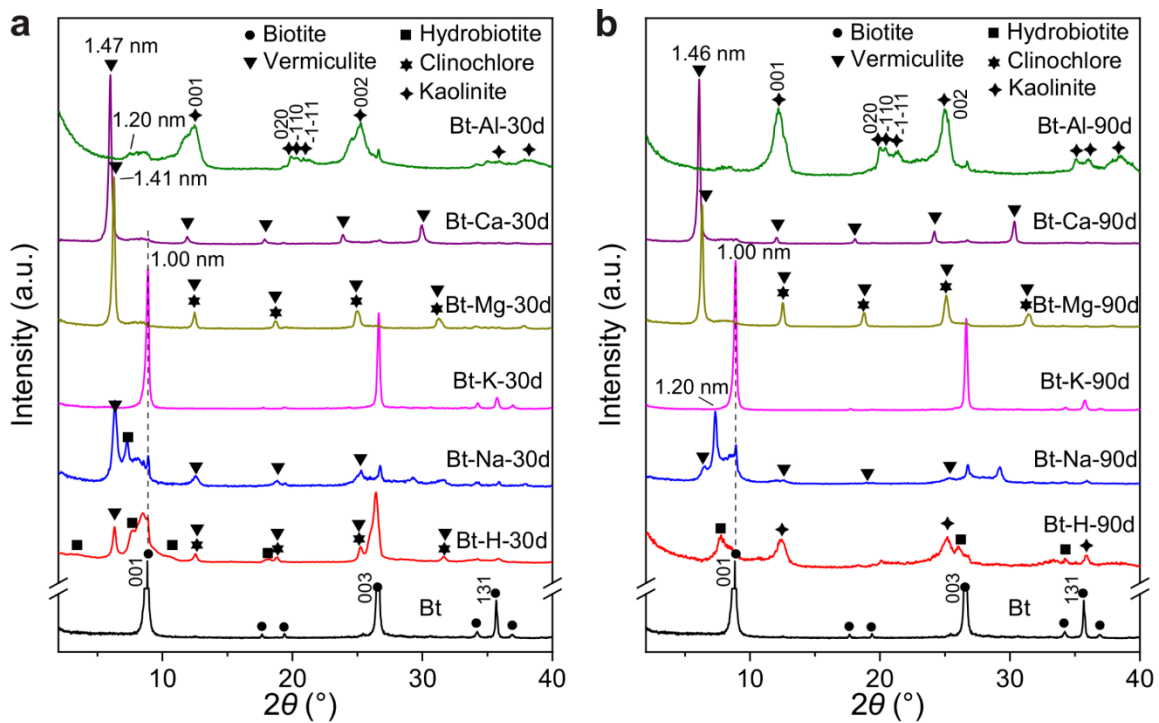 a
1.47 nm
Biotite
Hydrobiotite
Vermiculite
Clinochlore
Kaolinite
001
1.20 nm
020
-110
-1-11
002
Bt-Al-30d
1.41 nm
Bt-Ca-30d
1.00 nm
Bt-Mg-30d
Bt-K-30d
Bt-Na-30d
Bt-H-30d
001
003
131
Bt
Intensity (a.u.)
10
20
30
40
2θ (°)
b
1.46 nm
Biotite
Hydrobiotite
Vermiculite
Clinochlore
Kaolinite
001
020
-110
-1-11
002
Bt-Al-90d
Bt-Ca-90d
1.00 nm
Bt-Mg-90d
Bt-K-90d
1.20 nm
Bt-Na-90d
Bt-H-90d
001
003
131
Bt
Intensity (a.u.)
10
20
30
40
2θ (°)